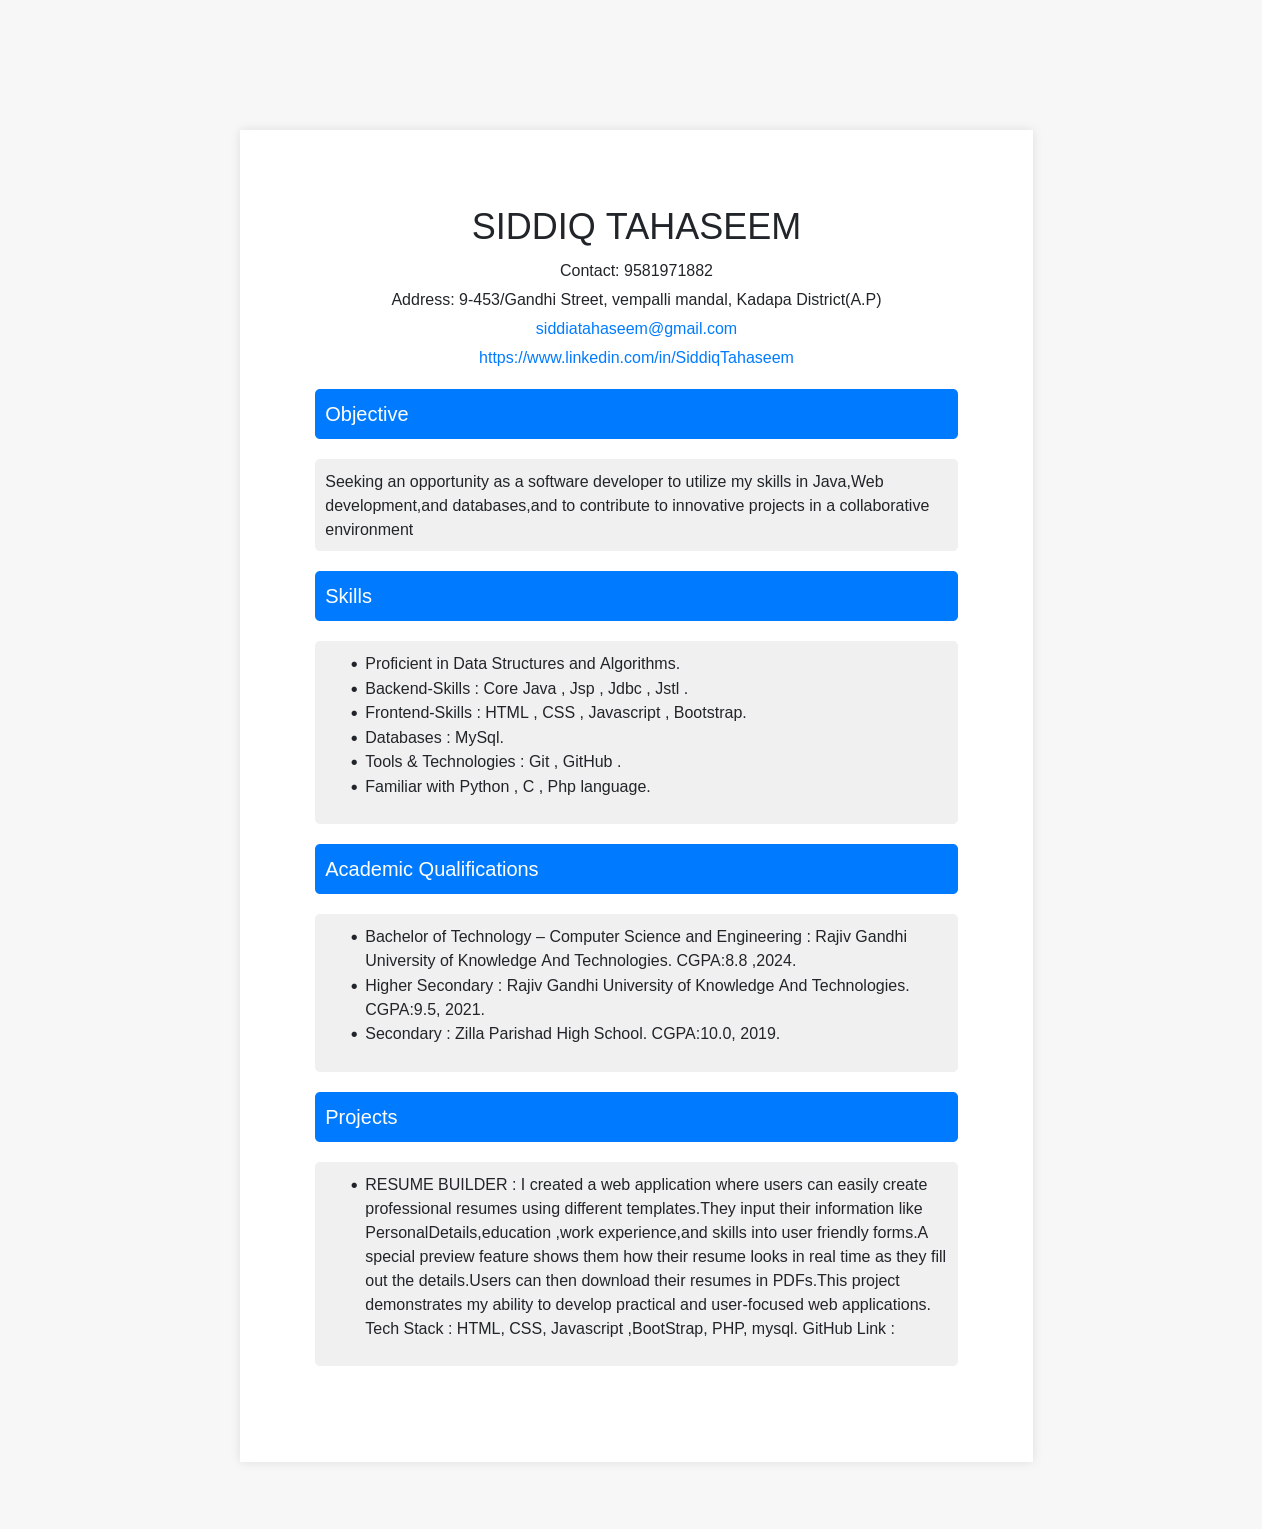 SIDDIQ TAHASEEM
Contact: 9581971882
Address: 9-453/Gandhi Street, vempalli mandal, Kadapa District(A.P)
siddiatahaseem@gmail.com
https://www.linkedin.com/in/SiddiqTahaseem
Objective
Seeking an opportunity as a software developer to utilize my skills in Java,Web
development,and databases,and to contribute to innovative projects in a collaborative
environment
Skills
• Proficient in Data Structures and Algorithms.
• Backend-Skills : Core Java , Jsp , Jdbc , Jstl .
• Frontend-Skills : HTML , CSS , Javascript , Bootstrap.
• Databases : MySql.
• Tools & Technologies : Git , GitHub .
• Familiar with Python , C , Php language.
Academic Qualifications
• Bachelor of Technology – Computer Science and Engineering : Rajiv Gandhi
University of Knowledge And Technologies. CGPA:8.8 ,2024.
• Higher Secondary : Rajiv Gandhi University of Knowledge And Technologies.
CGPA:9.5, 2021.
• Secondary : Zilla Parishad High School. CGPA:10.0, 2019.
Projects
• RESUME BUILDER : I created a web application where users can easily create
professional resumes using different templates.They input their information like
PersonalDetails,education ,work experience,and skills into user friendly forms.A
special preview feature shows them how their resume looks in real time as they fill
out the details.Users can then download their resumes in PDFs.This project
demonstrates my ability to develop practical and user-focused web applications.
Tech Stack : HTML, CSS, Javascript ,BootStrap, PHP, mysql. GitHub Link :